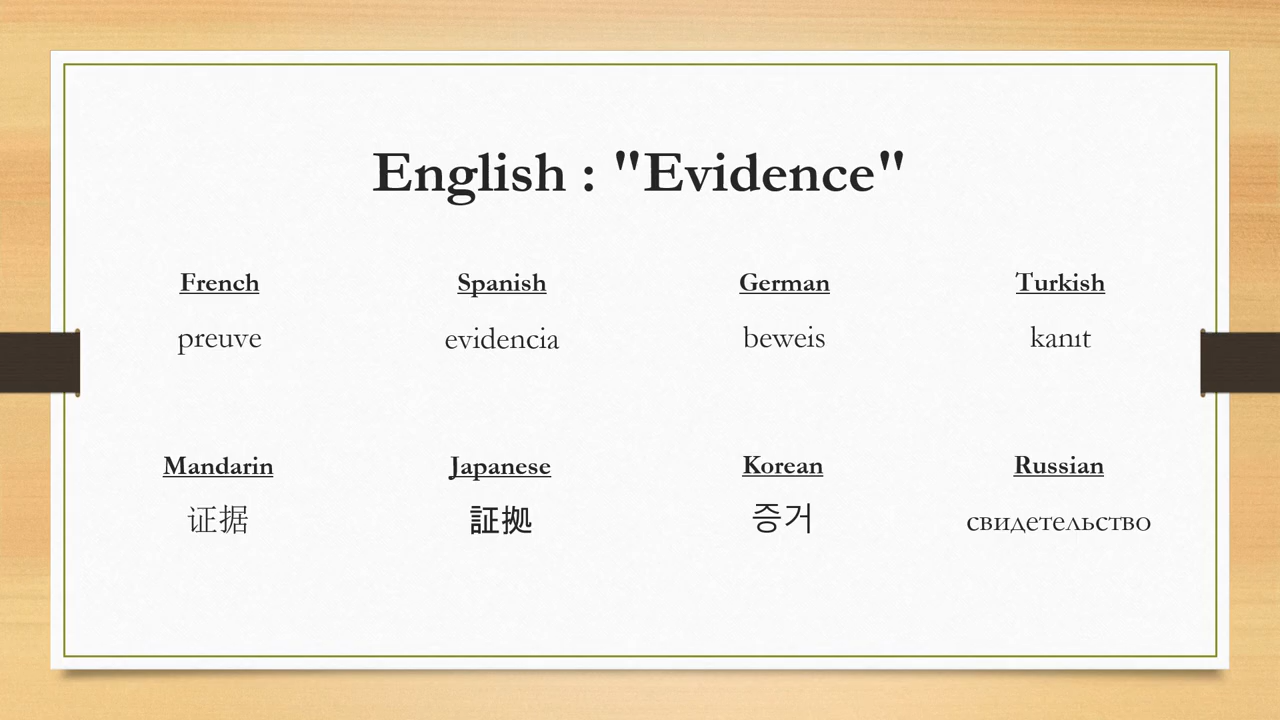 English : "Evidence"
French
preuve
Spanish
evidencia
German
beweis
Turkish
kanıt
Mandarin
证据
Japanese
証拠
Korean
증거
Russian
свидетельство